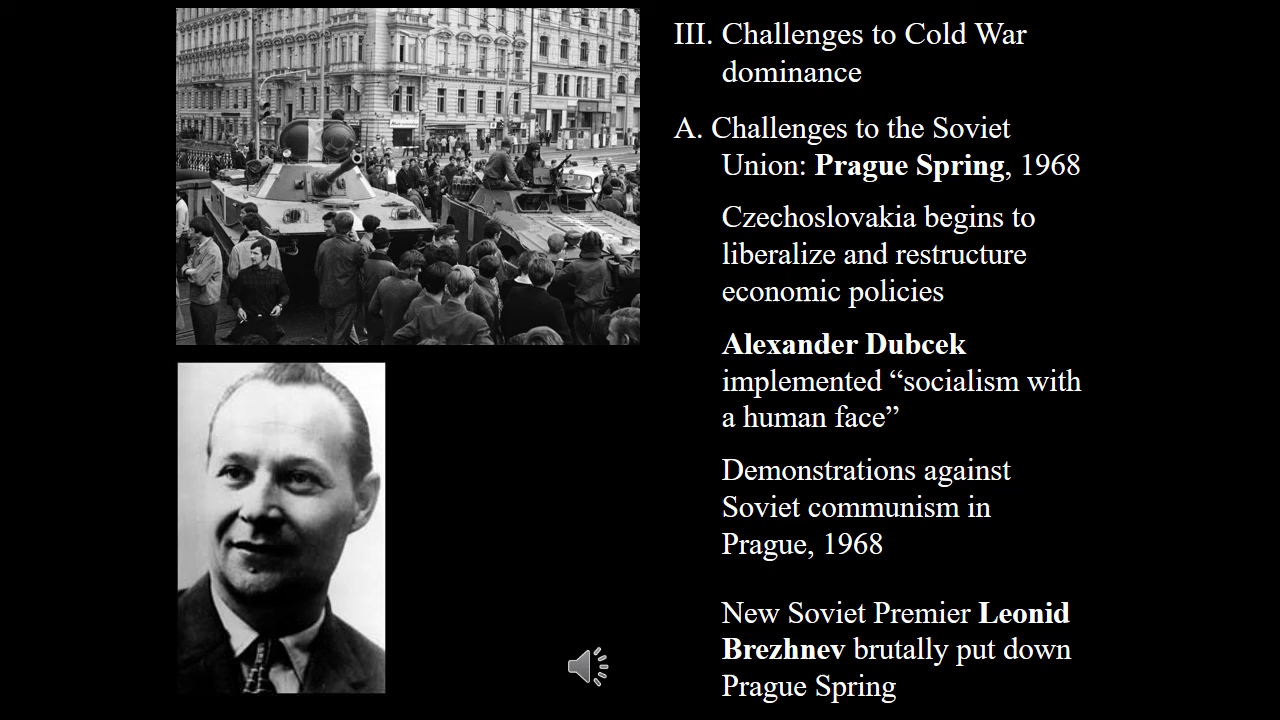 III. Challenges to Cold War
dominance
A. Challenges to the Soviet
Union: Prague Spring, 1968
Czechoslovakia begins to
liberalize and restructure
economic policies
Alexander Dubcek
implemented “socialism with
a human face”
Demonstrations against
Soviet communism in
Prague, 1968
New Soviet Premier Leonid
Brezhnev brutally put down
Prague Spring